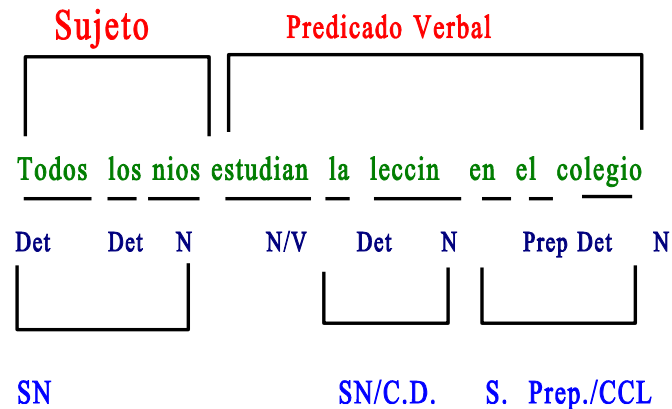 Sujeto Predicado Verbal
Todos los nios estudian la leccin en el colegio
Det Det N N/V Det N Prep Det N
SN SN/C.D. S. Prep./CCL